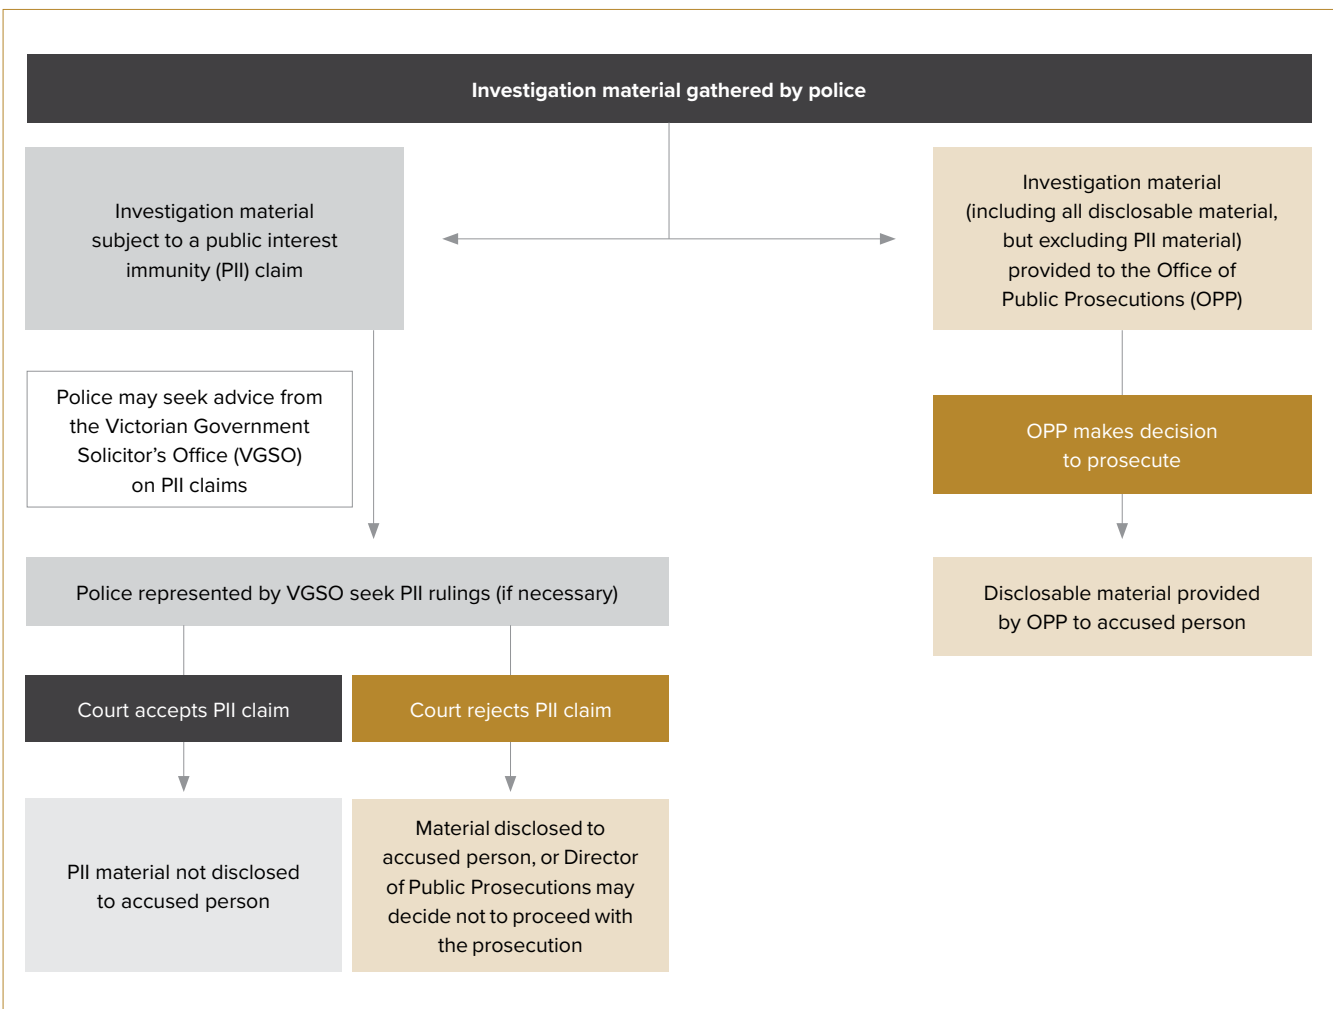 Investigation material gathered by police
Investigation material
subject to a public interest
immunity (PII) claim
Investigation material
(including all disclosable material,
but excluding PII material)
provided to the Office of
Public Prosecutions (OPP)
Police may seek advice from
the Victorian Government
Solicitor’s Office (VGSO)
on PII claims
OPP makes decision
to prosecute
Police represented by VGSO seek PII rulings (if necessary)
Disclosable material provided
by OPP to accused person
Court accepts PII claim
Court rejects PII claim
PII material not disclosed
to accused person
Material disclosed to
accused person, or Director
of Public Prosecutions may
decide not to proceed with
the prosecution